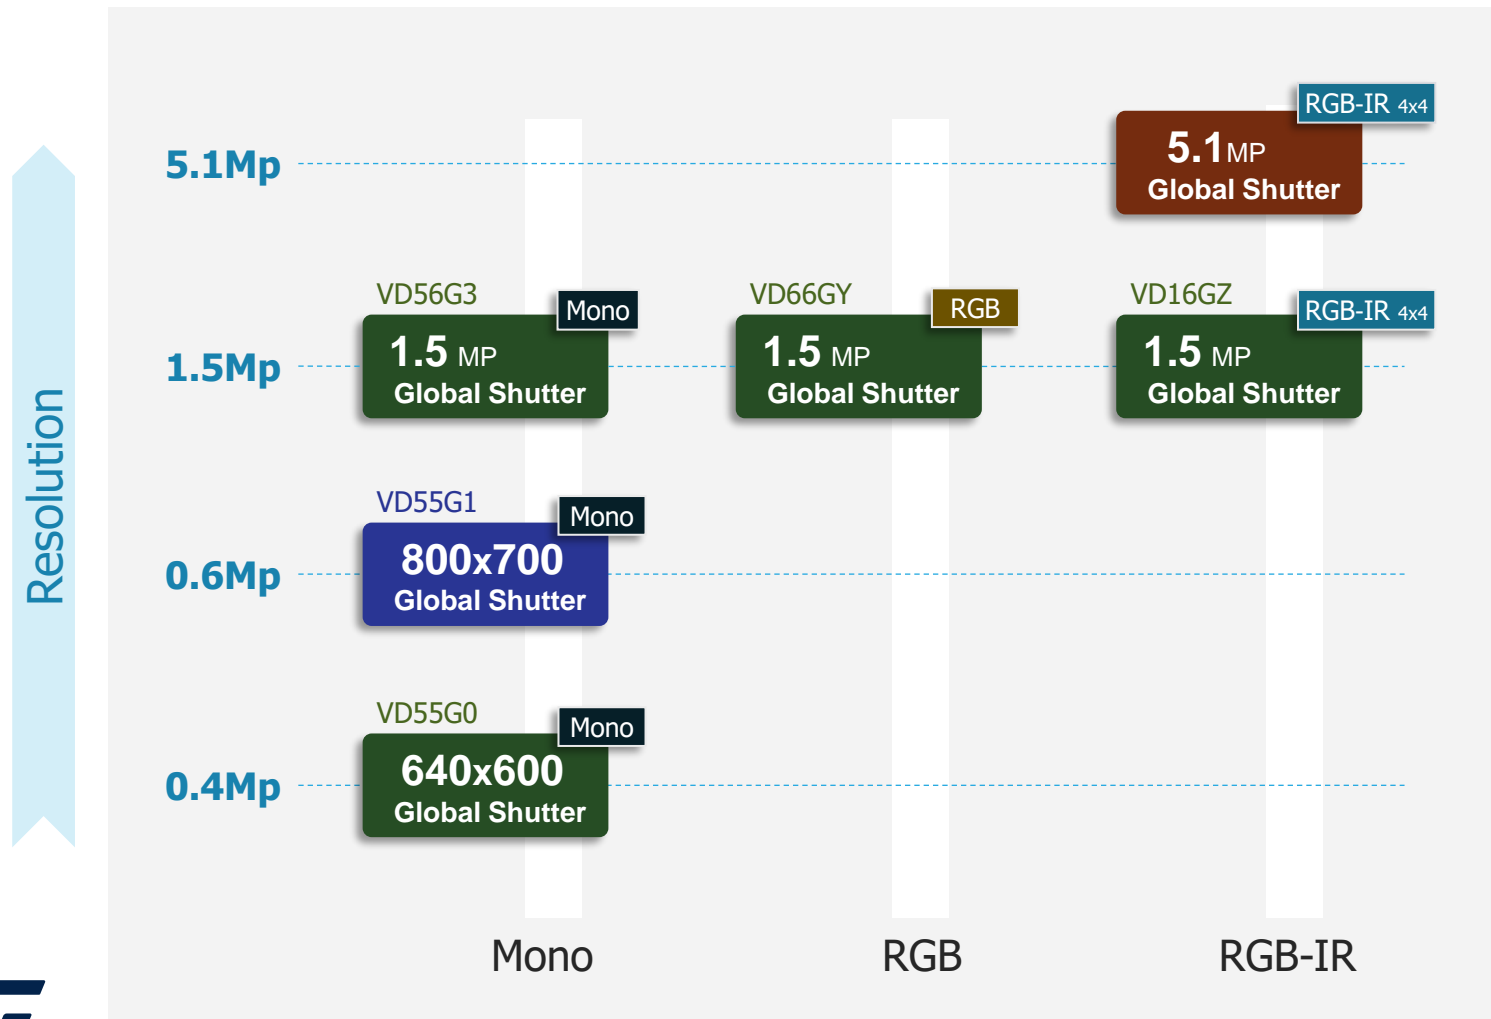 RGB-IR 4x4
5.1Mp
5.1MP
Global Shutter
VD56G3
Mono
VD66GY
RGB
VD16GZ
RGB-IR 4x4
1.5Mp
1.5 MP
Global Shutter
1.5 MP
Global Shutter
1.5 MP
Global Shutter
Resolution
VD55G1
Mono
0.6Mp
800x700
Global Shutter
VD55G0
Mono
0.4Mp
640x600
Global Shutter
Mono
RGB
RGB-IR